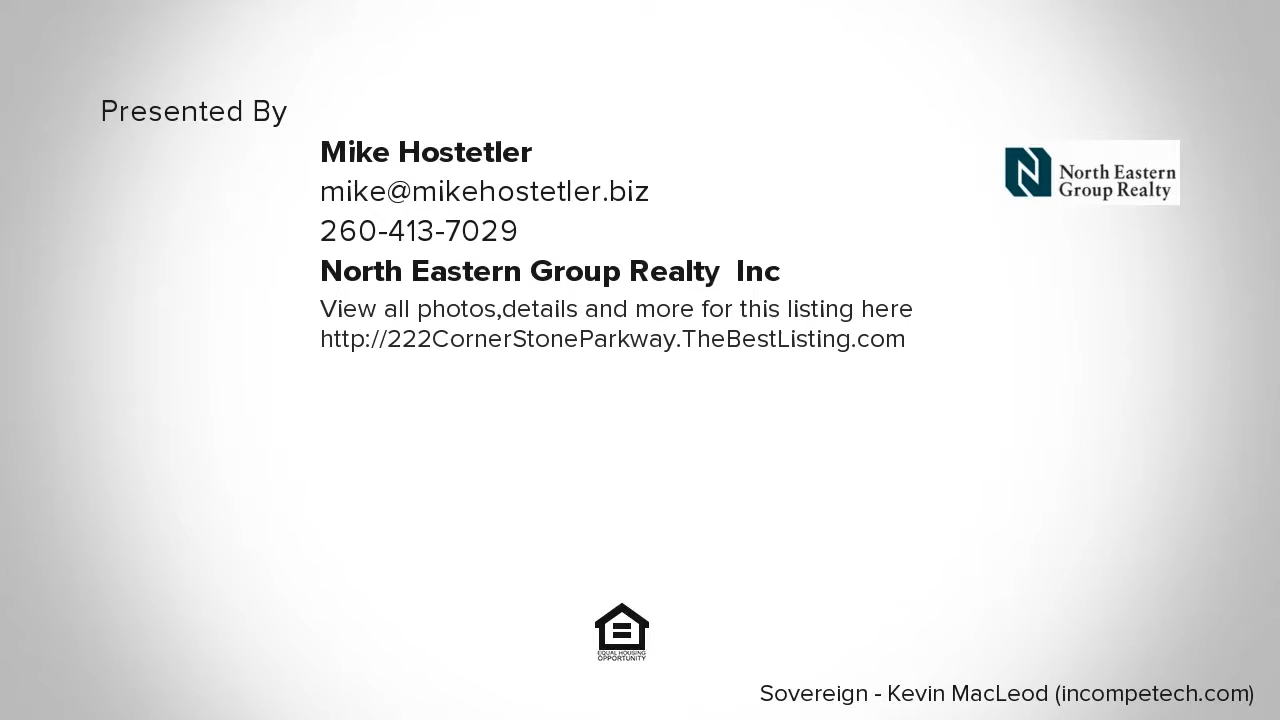 Presented By
Mike Hostetler
mike@mikehostetler.biz
260-413-7029
North Eastern Group Realty  Inc
View all photos,details and more for this listing here
http://222CornerStoneParkway.TheBestListing.com
North Eastern
Group Realty
EQUAL HOUSING
OPPORTUNITY
Sovereign - Kevin MacLeod (incompetech.com)